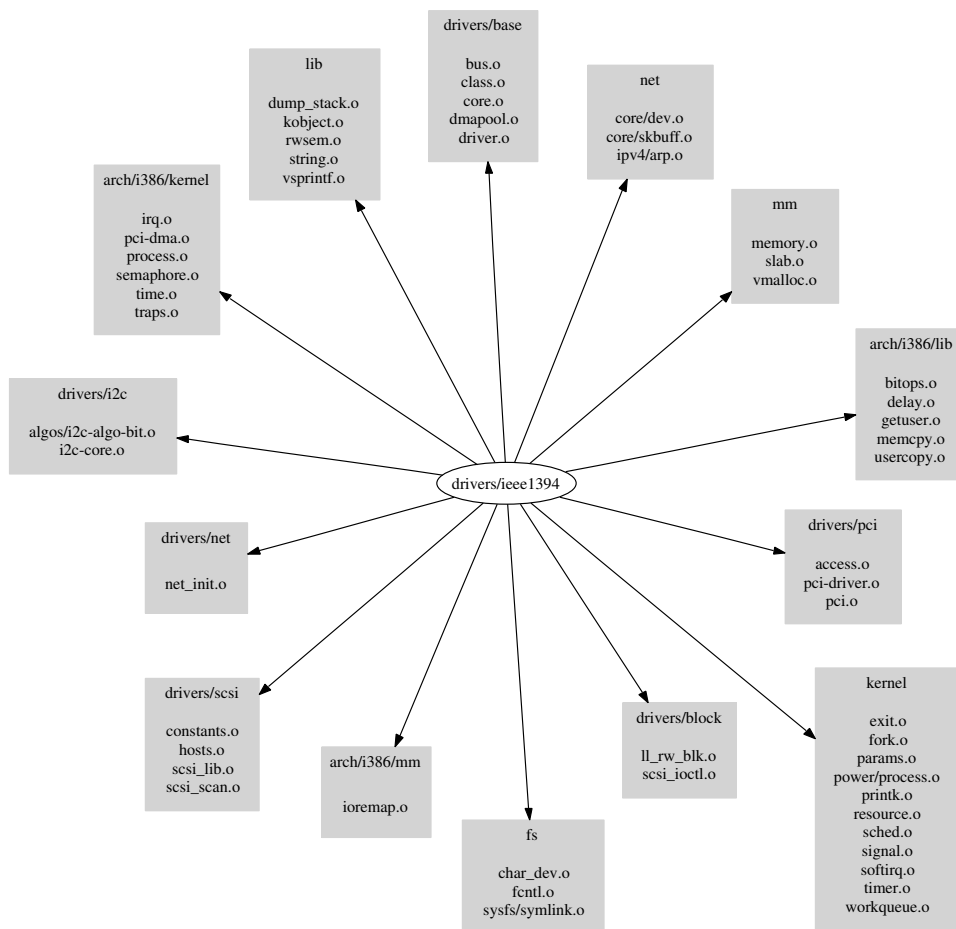 drivers/base
bus.o
class.o
core.o
dmapool.o
driver.o
lib
dump_stack.o
kobject.o
rwsem.o
string.o
vsprintf.o
net
core/dev.o
core/skbuff.o
ipv4/arp.o
arch/i386/kernel
irq.o
pci-dma.o
process.o
semaphore.o
time.o
traps.o
mm
memory.o
slab.o
vmalloc.o
arch/i386/lib
bitops.o
delay.o
getuser.o
memcpy.o
usercopy.o
drivers/i2c
algos/i2c-algo-bit.o
i2c-core.o
drivers/ieee1394
drivers/net
net_init.o
drivers/pci
access.o
pci-driver.o
pci.o
drivers/scsi
constants.o
hosts.o
scsi_lib.o
scsi_scan.o
arch/i386/mm
ioremap.o
drivers/block
ll_rw_blk.o
scsi_ioctl.o
kernel
exit.o
fork.o
params.o
power/process.o
printk.o
resource.o
sched.o
signal.o
softirq.o
timer.o
workqueue.o
fs
char_dev.o
fcntl.o
sysfs/symlink.o